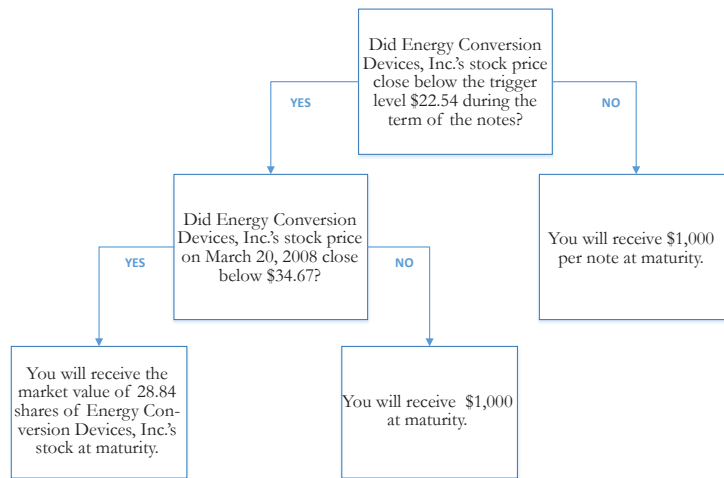 Did Energy Conversion
Devices, Inc.'s stock price
close below the trigger
level $22.54 during the
term of the notes?
YES
NO
Did Energy Conversion
Devices, Inc.'s stock price
on March 20, 2008 close
below $34.67?
You will receive $1,000
per note at maturity.
YES
NO
You will receive the
market value of 28.84
shares of Energy Con-
version Devices, Inc.'s
stock at maturity.
You will receive $1,000
at maturity.